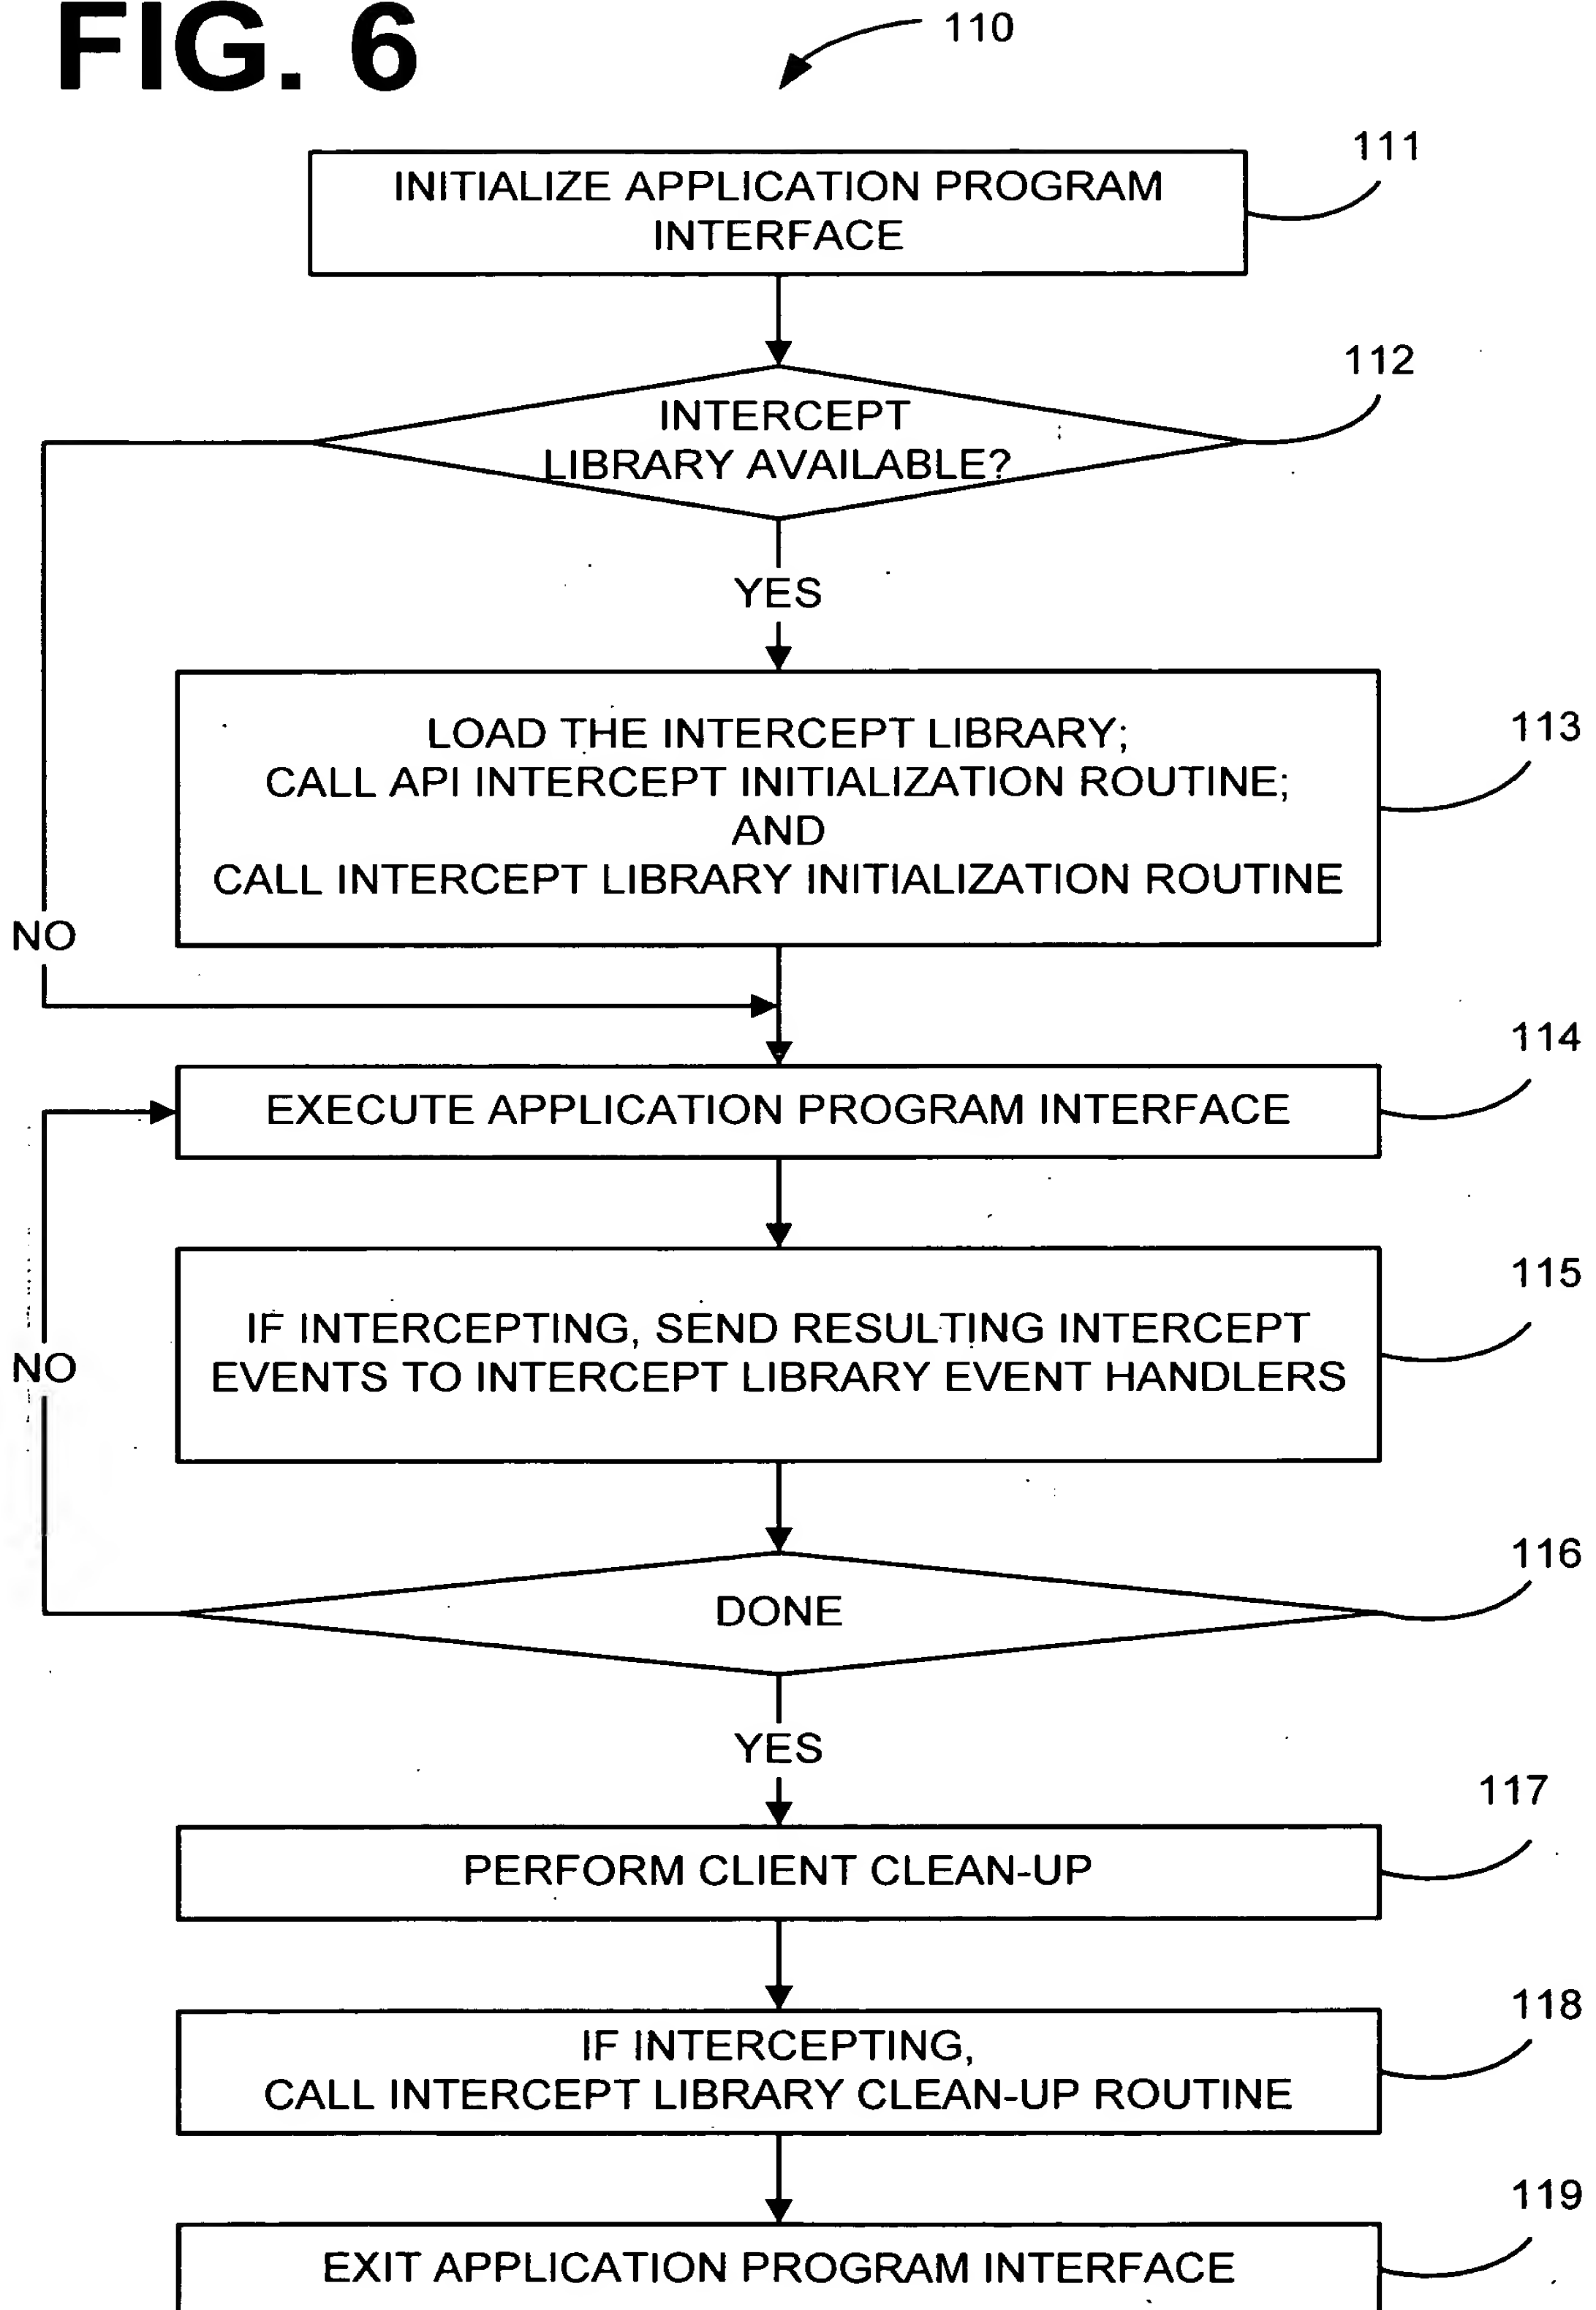 FIG. 6
110
111
INITIALIZE APPLICATION PROGRAM
INTERFACE
112
INTERCEPT
LIBRARY AVAILABLE?
YES
113
LOAD THE INTERCEPT LIBRARY;
CALL API INTERCEPT INITIALIZATION ROUTINE;
AND
CALL INTERCEPT LIBRARY INITIALIZATION ROUTINE
NO
114
EXECUTE APPLICATION PROGRAM INTERFACE
115
IF INTERCEPTING, SEND RESULTING INTERCEPT
EVENTS TO INTERCEPT LIBRARY EVENT HANDLERS
NO
116
DONE
YES
117
PERFORM CLIENT CLEAN-UP
118
IF INTERCEPTING,
CALL INTERCEPT LIBRARY CLEAN-UP ROUTINE
119
EXIT APPLICATION PROGRAM INTERFACE